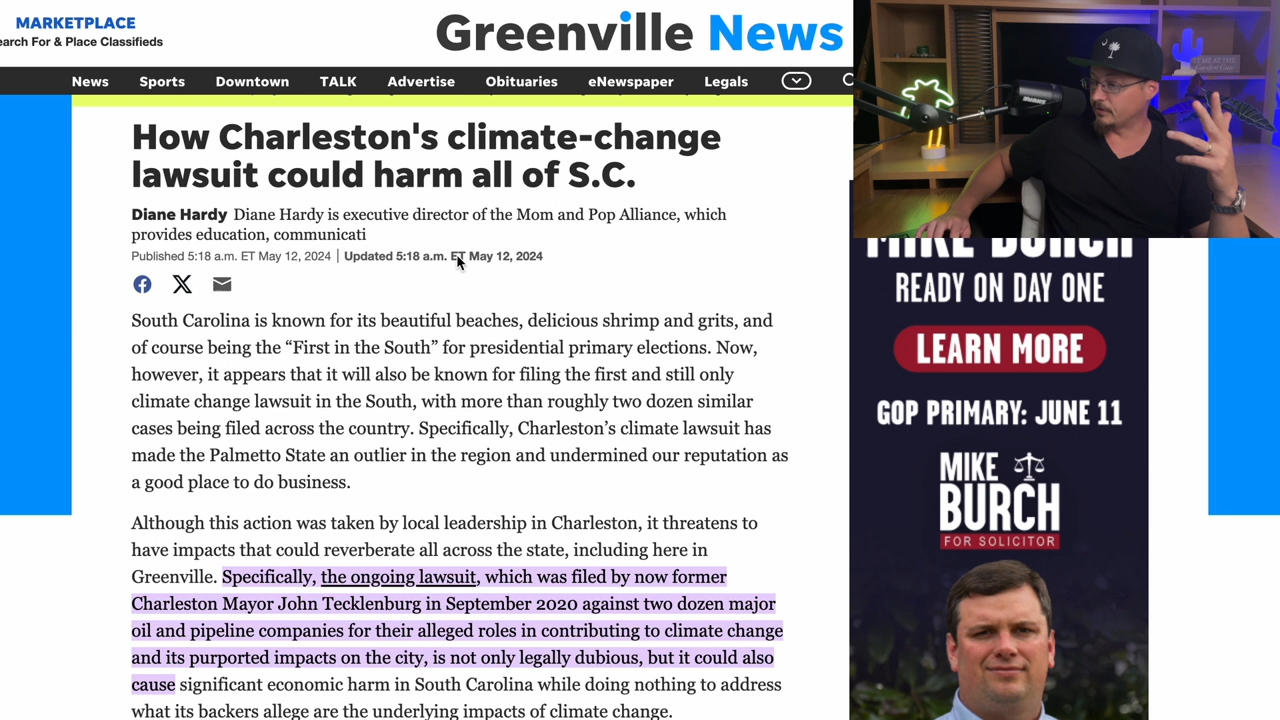 MARKETPLACE
earch For & Place Classifieds
Greenville News
News Sports Downtown TALK Advertise Obituaries eNewspaper Legals
How Charleston's climate-change
lawsuit could harm all of S.C.
Diane Hardy Diane Hardy is executive director of the Mom and Pop Alliance, which
provides education, communicati
Published 5:18 a.m. ET May 12, 2024 | Updated 5:18 a.m. ET May 12, 2024
South Carolina is known for its beautiful beaches, delicious shrimp and grits, and
of course being the “First in the South” for presidential primary elections. Now,
however, it appears that it will also be known for filing the first and still only
climate change lawsuit in the South, with more than roughly two dozen similar
cases being filed across the country. Specifically, Charleston’s climate lawsuit has
made the Palmetto State an outlier in the region and undermined our reputation as
a good place to do business.
Although this action was taken by local leadership in Charleston, it threatens to
have impacts that could reverberate all across the state, including here in
Greenville. Specifically, the ongoing lawsuit, which was filed by now former
Charleston Mayor John Tecklenburg in September 2020 against two dozen major
oil and pipeline companies for their alleged roles in contributing to climate change
and its purported impacts on the city, is not only legally dubious, but it could also
cause significant economic harm in South Carolina while doing nothing to address
what its backers allege are the underlying impacts of climate change.
MIKE BURCH
READY ON DAY ONE
LEARN MORE
GOP PRIMARY: JUNE 11
MIKE
BURCH
FOR SOLICITOR